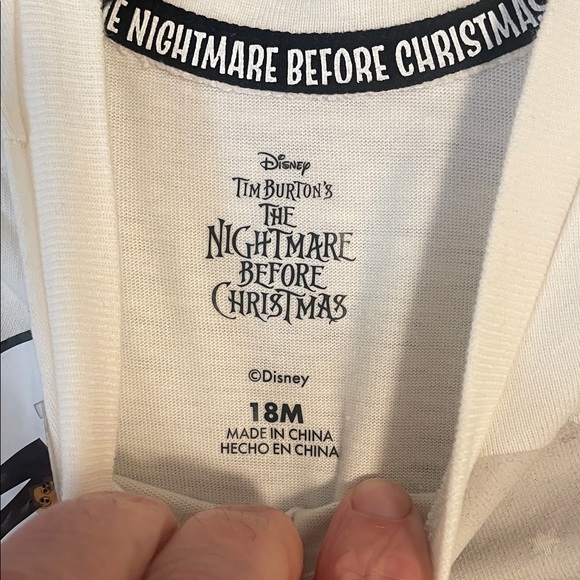 E NIGHTMARE BEFORE CHRISTMAS
Disney
TIM BURTON'S
THE
NIGHTMARE
BEFORE
CHRISTMAS
©Disney
18M
MADE IN CHINA
HECHO EN CHINA